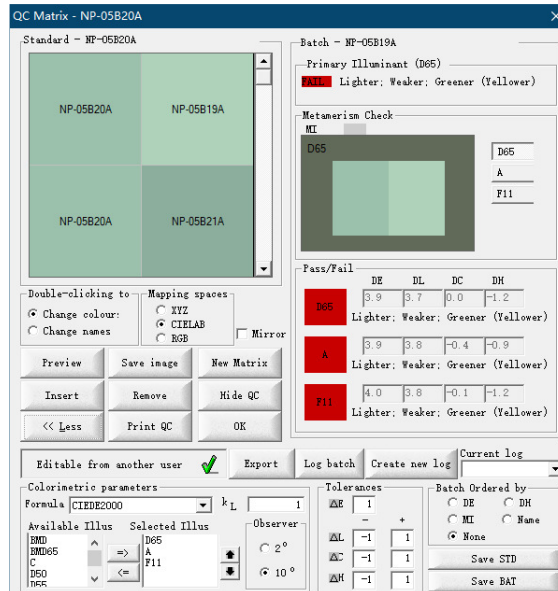 QC Matrix - NP-05B20A
Standard - NP-05B20A
NP-05B20A NP-05B19A
NP-05B20A NP-05B21A
Batch - NP-05B19A
Primary Illuminant (D65)
FAIL Lighter; Weaker; Greener (Yellower)
Metamerism Check
MI
D65
D65
A
F11
Pass/Fail
DE DL DC DH
D65 3.9 3.7 0.0 -1.2
Lighter; Weaker; Greener (Yellower)
A 3.9 3.8 -0.4 -0.9
Lighter; Weaker; Greener (Yellower)
F11 4.0 3.8 -0.1 -1.2
Lighter; Weaker; Greener (Yellower)
Double-clicking to
Change colour:
Change names
Mapping spaces
XYZ
CIELAB
RGB
Mirror
Preview Save image New Matrix
Insert Remove Hide QC
<< Less Print QC OK
Editable from another user Export Log batch Create new log Current log
Colorimetric parameters
Formula CIEDE2000 kL 1
Available Illus
BMD
BMD65
C
D50
D55
=>
<=
Selected Illus
D65
A
F11
Observer
2°
10°
Tolerances
ΔE 1
- +
ΔL -1 1
ΔC -1 1
ΔH -1 1
Batch Ordered by
DE DH
MI Name
None
Save STD
Save BAT